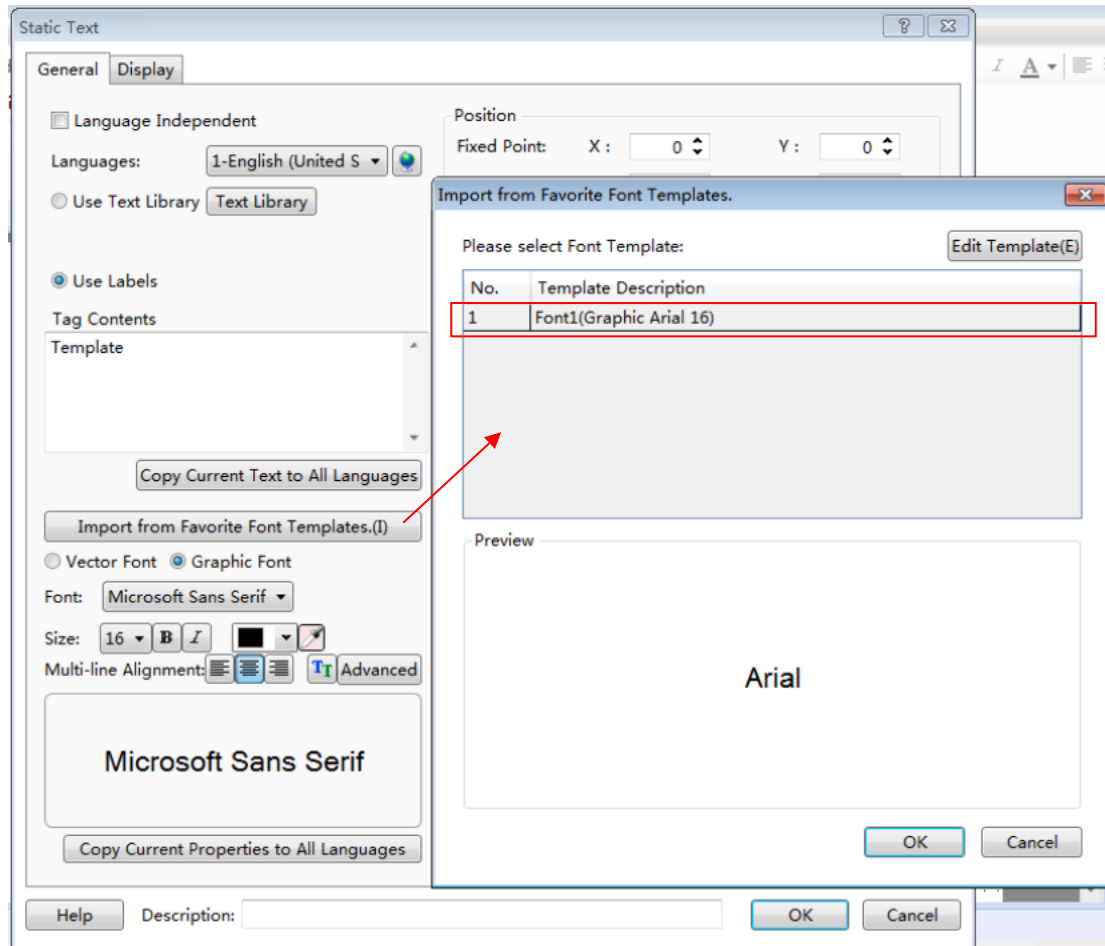 Static Text
General Display
Language Independent
Languages: 1-English (United S
Use Text Library Text Library
Use Labels
Tag Contents
Template
Copy Current Text to All Languages
Import from Favorite Font Templates.(I)
Vector Font Graphic Font
Font: Microsoft Sans Serif
Size: 16 B I
Multi-line Alignment: TT Advanced
Microsoft Sans Serif
Copy Current Properties to All Languages
Help Description: OK Cancel
Position
Fixed Point: X : 0 Y : 0
I A
Import from Favorite Font Templates.
Please select Font Template: Edit Template(E)
No. Template Description
1 Font1(Graphic Arial 16)
Preview
Arial
OK Cancel